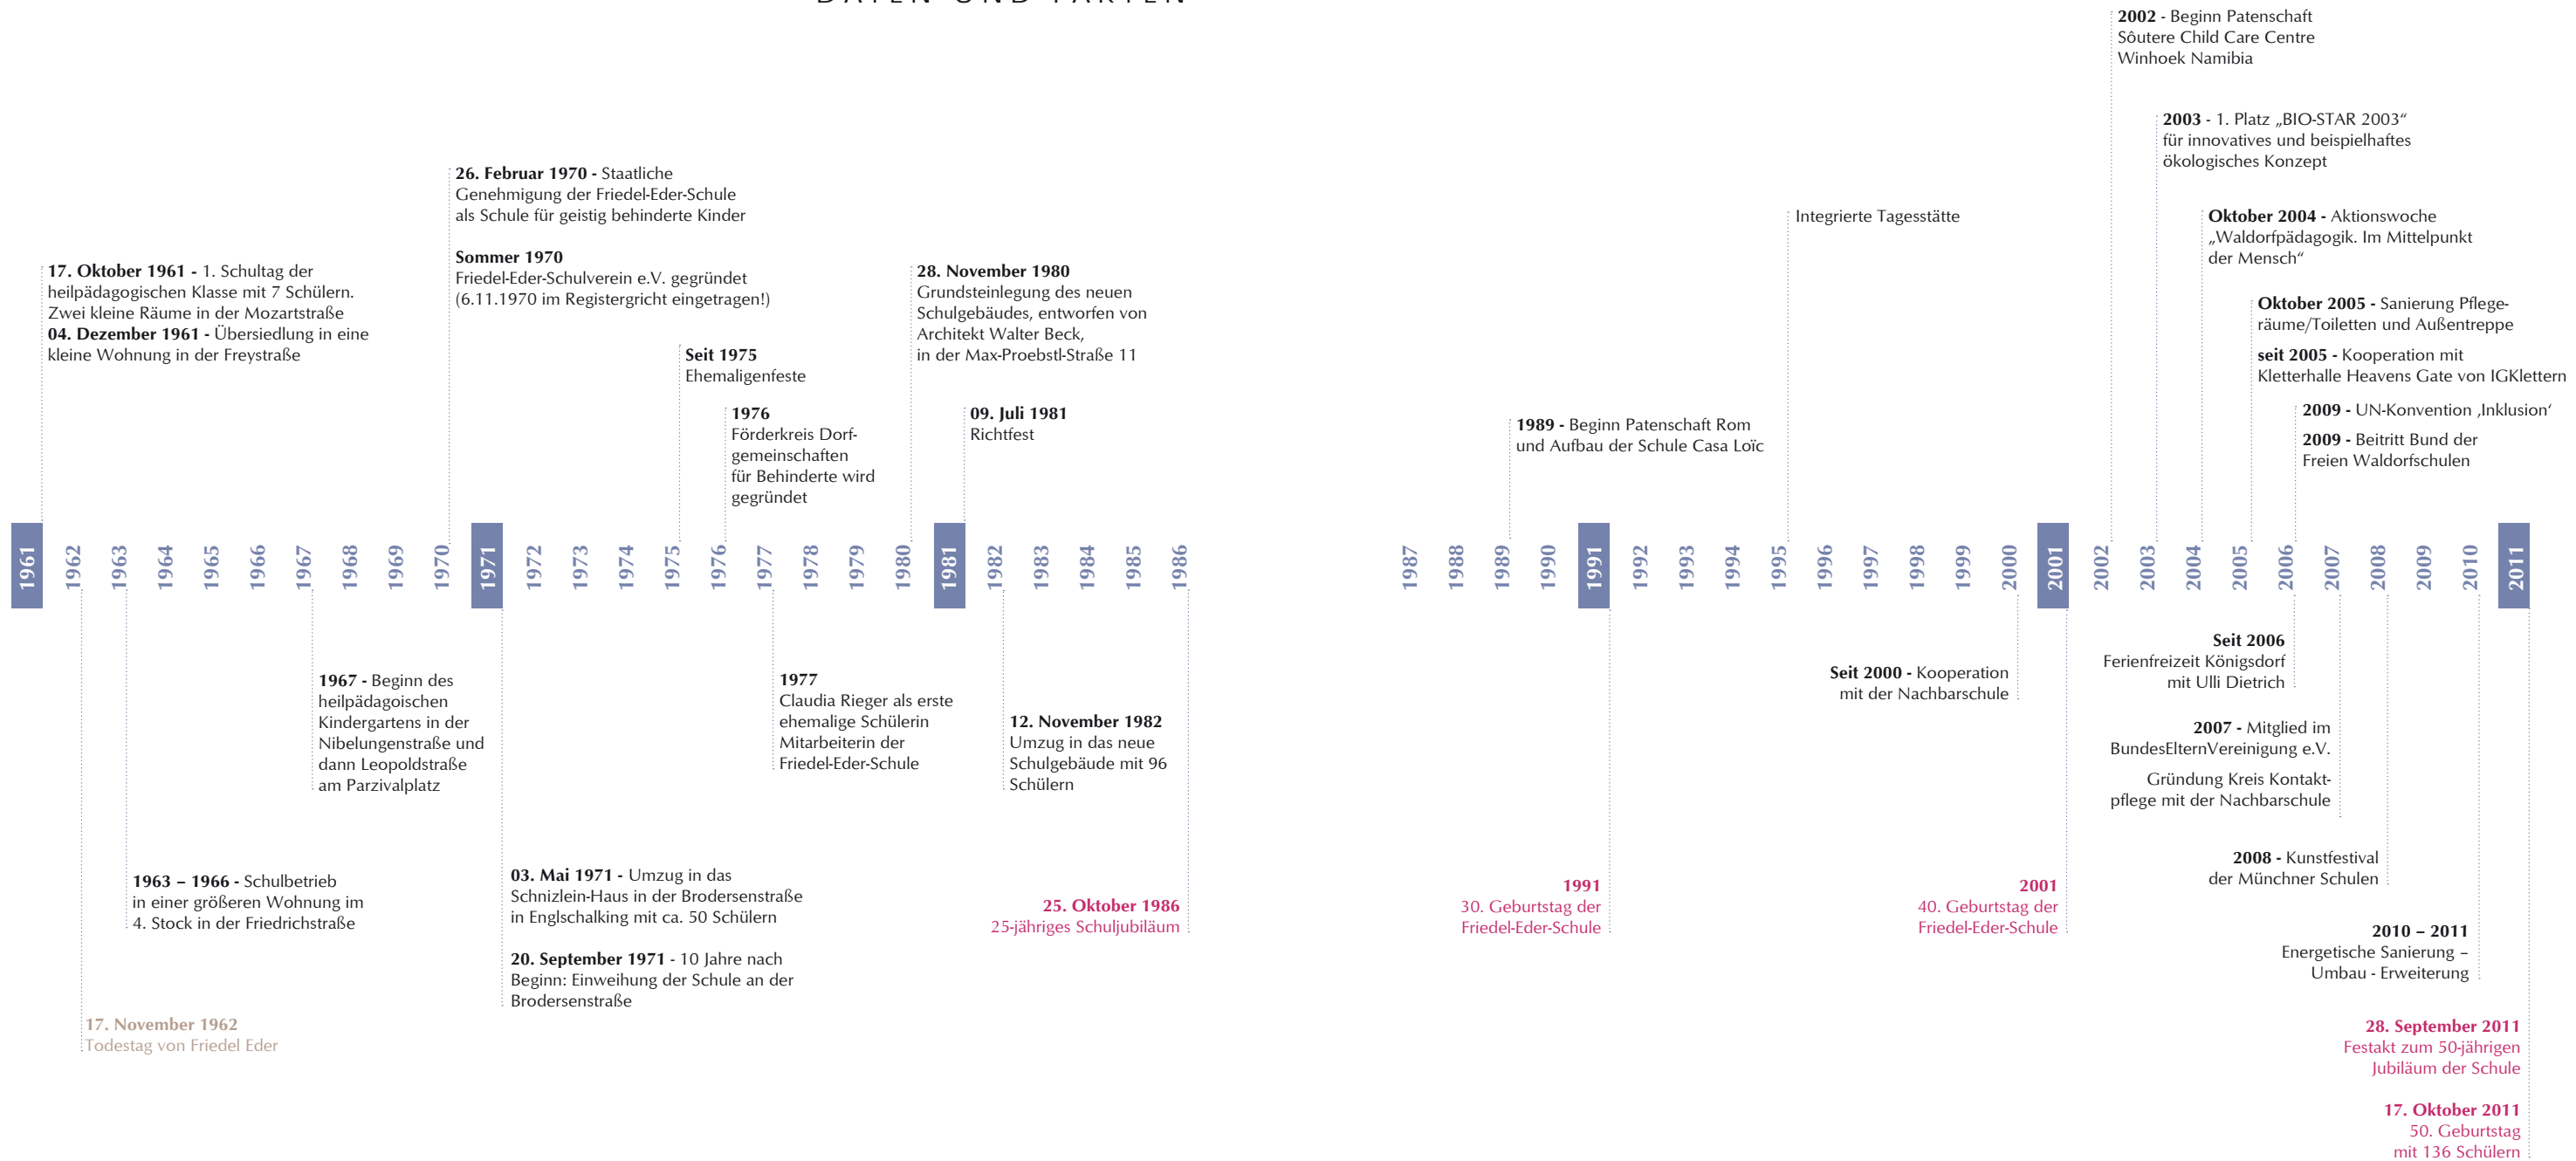 DATEN UND FAKTEN
17. Oktober 1961 - 1. Schultag der
heilpädagogischen Klasse mit 7 Schülern.
Zwei kleine Räume in der Mozartstraße
04. Dezember 1961 - Übersiedlung in eine
kleine Wohnung in der Freystraße
26. Februar 1970 - Staatliche
Genehmigung der Friedel-Eder-Schule
als Schule für geistig behinderte Kinder
Sommer 1970
Friedel-Eder-Schulverein e.V. gegründet
(6.11.1970 im Registergricht eingetragen!)
Seit 1975
Ehemaligenfeste
1976
Förderkreis Dorf-
gemeinschaften
für Behinderte wird
gegründet
28. November 1980
Grundsteinlegung des neuen
Schulgebäudes, entworfen von
Architekt Walter Beck,
in der Max-Proebstl-Straße 11
09. Juli 1981
Richtfest
1989 - Beginn Patenschaft Rom
und Aufbau der Schule Casa Loïc
Integrierte Tagesstätte
2002 - Beginn Patenschaft
Sôutere Child Care Centre
Winhoek Namibia
2003 - 1. Platz „BIO-STAR 2003“
für innovatives und beispielhaftes
ökologisches Konzept
Oktober 2004 - Aktionswoche
„Waldorfpädagogik. Im Mittelpunkt
der Mensch“
Oktober 2005 - Sanierung Pflege-
räume/Toiletten und Außentreppe
seit 2005 - Kooperation mit
Kletterhalle Heavens Gate von IGKlettern
2009 - UN-Konvention ‚Inklusion‘
2009 - Beitritt Bund der
Freien Waldorfschulen
1961
1962
1963
1964
1965
1966
1967
1968
1969
1970
1971
1972
1973
1974
1975
1976
1977
1978
1979
1980
1981
1982
1983
1984
1985
1986
1987
1988
1989
1990
1991
1992
1993
1994
1995
1996
1997
1998
1999
2000
2001
2002
2003
2004
2005
2006
2007
2008
2009
2010
2011
17. November 1962
Todestag von Friedel Eder
1963 – 1966 - Schulbetrieb
in einer größeren Wohnung im
4. Stock in der Friedrichstraße
1967 - Beginn des
heilpädagoischen
Kindergartens in der
Nibelungenstraße und
dann Leopoldstraße
am Parzivalplatz
03. Mai 1971 - Umzug in das
Schnizlein-Haus in der Brodersenstraße
in Englschalking mit ca. 50 Schülern
20. September 1971 - 10 Jahre nach
Beginn: Einweihung der Schule an der
Brodersenstraße
1977
Claudia Rieger als erste
ehemalige Schülerin
Mitarbeiterin der
Friedel-Eder-Schule
12. November 1982
Umzug in das neue
Schulgebäude mit 96
Schülern
25. Oktober 1986
25-jähriges Schuljubiläum
1991
30. Geburtstag der
Friedel-Eder-Schule
Seit 2000 - Kooperation
mit der Nachbarschule
2001
40. Geburtstag der
Friedel-Eder-Schule
Seit 2006
Ferienfreizeit Königsdorf
mit Ulli Dietrich
2007 - Mitglied im
BundesElternVereinigung e.V.
Gründung Kreis Kontakt-
pflege mit der Nachbarschule
2008 - Kunstfestival
der Münchner Schulen
2010 – 2011
Energetische Sanierung –
Umbau - Erweiterung
28. September 2011
Festakt zum 50-jährigen
Jubiläum der Schule
17. Oktober 2011
50. Geburtstag
mit 136 Schülern